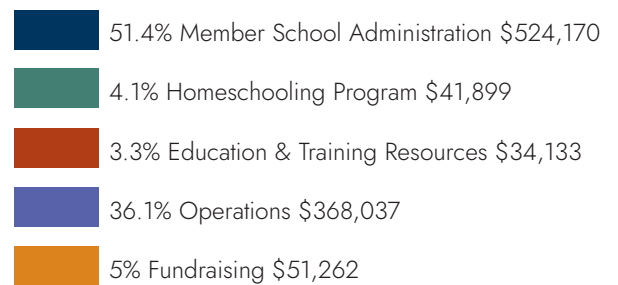 51.4% Member School Administration $524,170
4.1% Homeschooling Program $41,899
3.3% Education & Training Resources $34,133
36.1% Operations $368,037
5% Fundraising $51,262